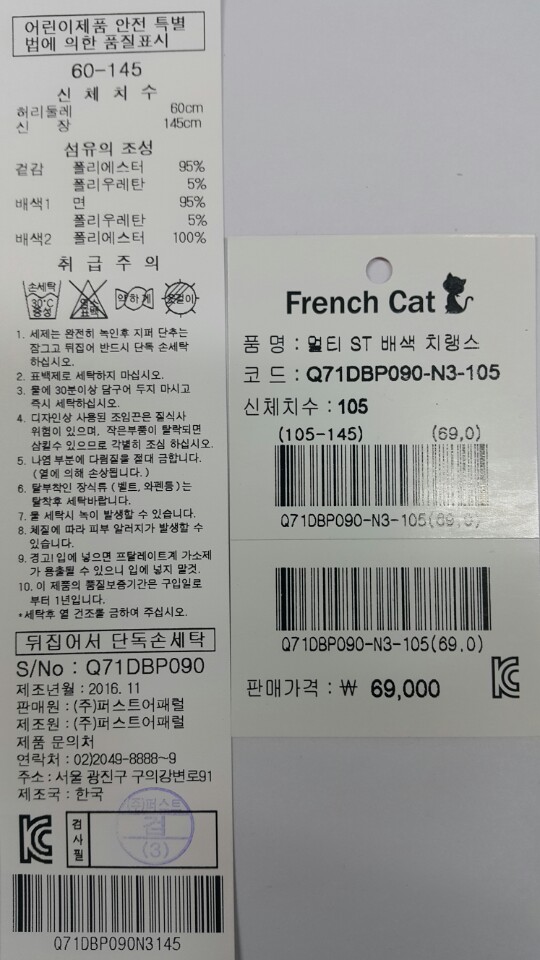 어린이제품 안전 특별
법에 의한 품질표시
60-145
신 체 치 수
허리둘레 60cm
신 장 145cm
섬유의 조성
겉감 폴리에스터 95%
폴리우레탄 5%
배색1 면 95%
폴리우레탄 5%
배색2 폴리에스터 100%
취 급 주 의
손세탁
30℃
중성
염소
표백
약하게
옷걸이
1. 세제는 완전히 녹인후 지퍼 단추는
잠그고 뒤집어 반드시 단독 손세탁
하십시오.
2. 표백제로 세탁하지 마십시오.
3. 물에 30분이상 담구어 두지 마시고
즉시 세탁하십시오.
4. 디자인상 사용된 조임끈은 질식사
위험이 있으며, 작은부품이 탈락되면
삼킬수 있으므로 각별히 조심 하십시오.
5. 나염 부분에 다림질을 절대 금합니다.
(열에 의해 손상됩니다.)
6. 탈부착인 장식류(벨트, 와펜등)는
탈착후 세탁바랍니다.
7. 물 세탁시 녹이 발생할 수 있습니다.
8. 체질에 따라 피부 알러지가 발생할 수
있습니다.
9. 경고! 입에 넣으면 프탈레이트계 가소제
가 용출될 수 있으니 입에 넣지 말것.
10. 이 제품의 품질보증기간은 구입일로
부터 1년입니다.
*세탁후 열 건조를 금하여 주십시오.
뒤집어서 단독손세탁
S/No : Q71DBP090
제조년월 : 2016. 11
판매원 : (주)퍼스트어패럴
제조원 : (주)퍼스트어패럴
제품 문의처
연락처 : 02)2049-8888~9
주소 : 서울 광진구 구의강변로91
제조국 : 한국
검사필
(주)퍼스트
검
(3)
Q71DBP090N3145
French Cat
품 명 : 멀티 ST 배색 치랭스
코 드 : Q71DBP090-N3-105
신체치수 : 105
(105-145) (69,0)
Q71DBP090-N3-105(69,0)
Q71DBP090-N3-105(69,0)
판매가격 : ₩ 69,000